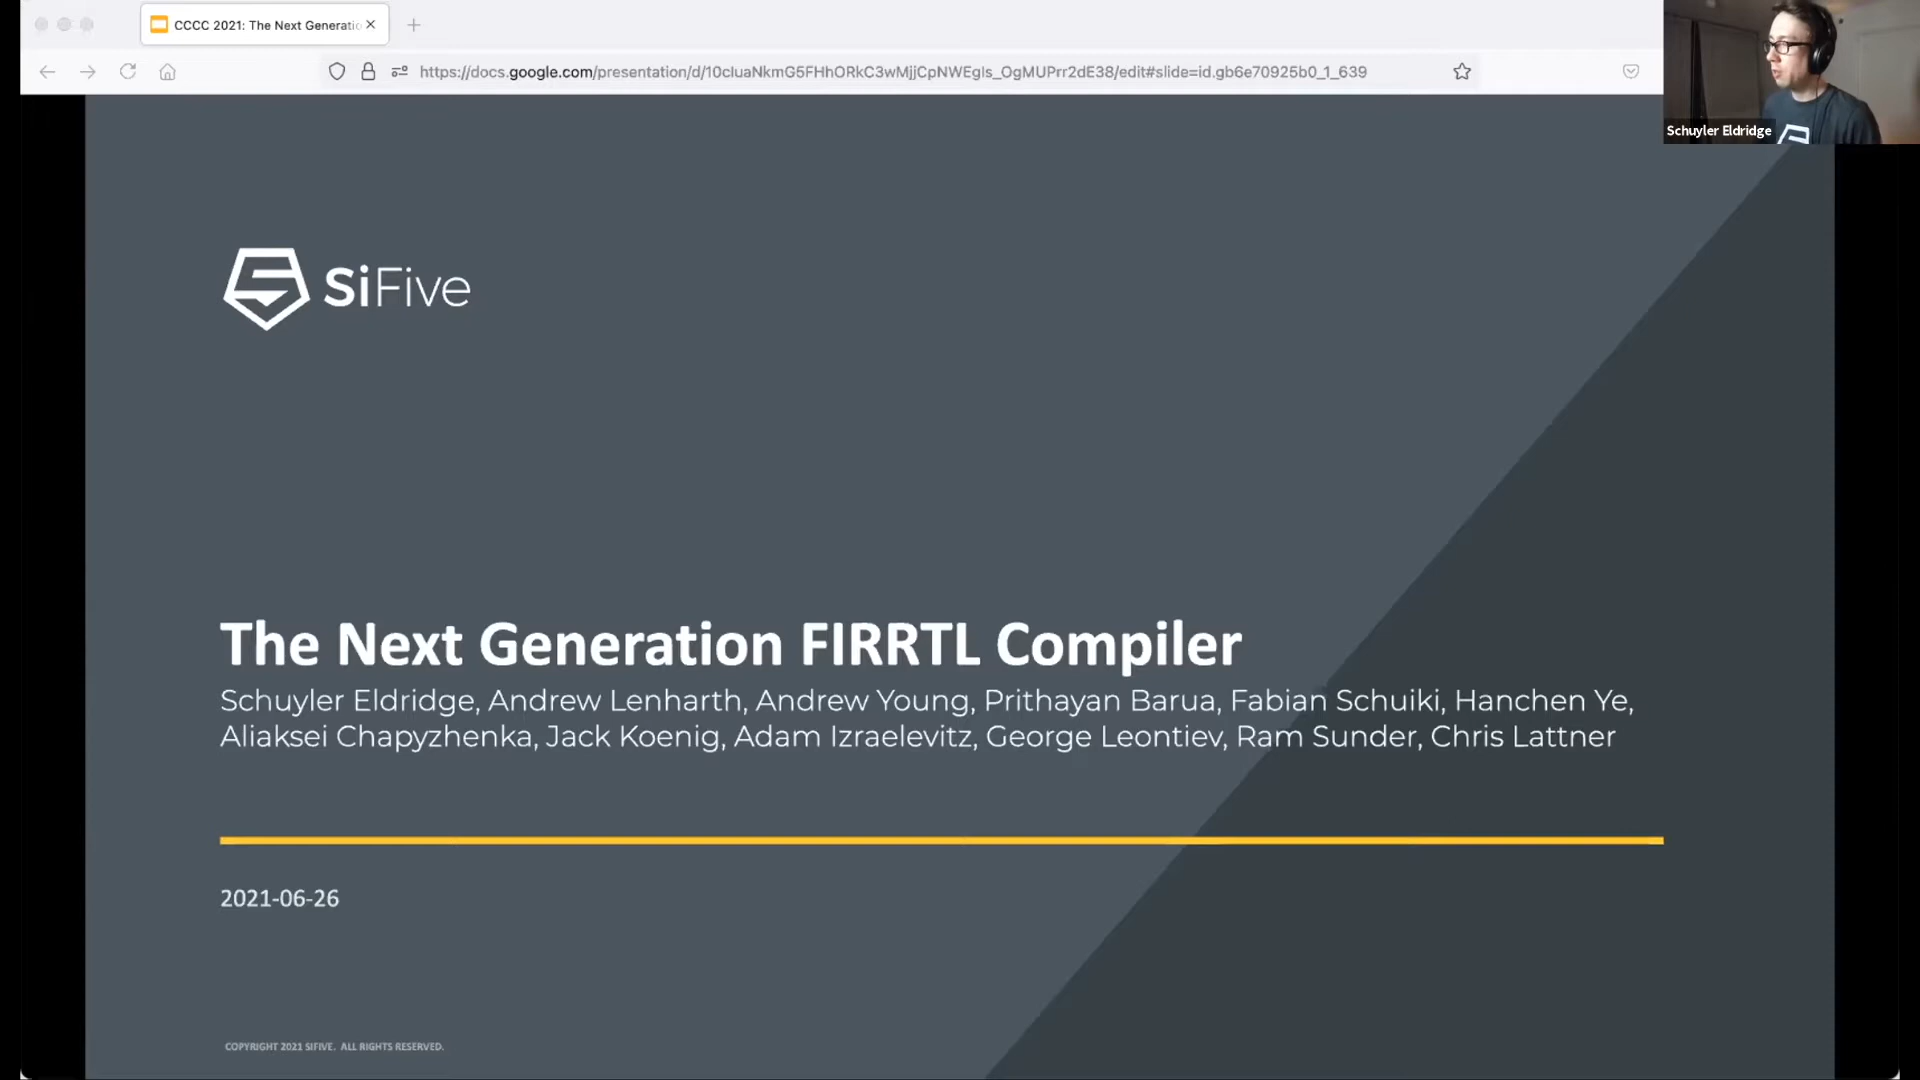 CCCC 2021: The Next Generatio
https://docs.google.com/presentation/d/10cIuaNkmG5FHhORkC3wMjjCpNWEgIs_OgMUPrr2dE38/edit#slide=id.gb6e70925b0_1_639
Schuyler Eldridge
SiFive
The Next Generation FIRRTL Compiler
Schuyler Eldridge, Andrew Lenharth, Andrew Young, Prithayan Barua, Fabian Schuiki, Hanchen Ye,
Aliaksei Chapyzhenka, Jack Koenig, Adam Izraelevitz, George Leontiev, Ram Sunder, Chris Lattner
2021-06-26
COPYRIGHT 2021 SIFIVE. ALL RIGHTS RESERVED.